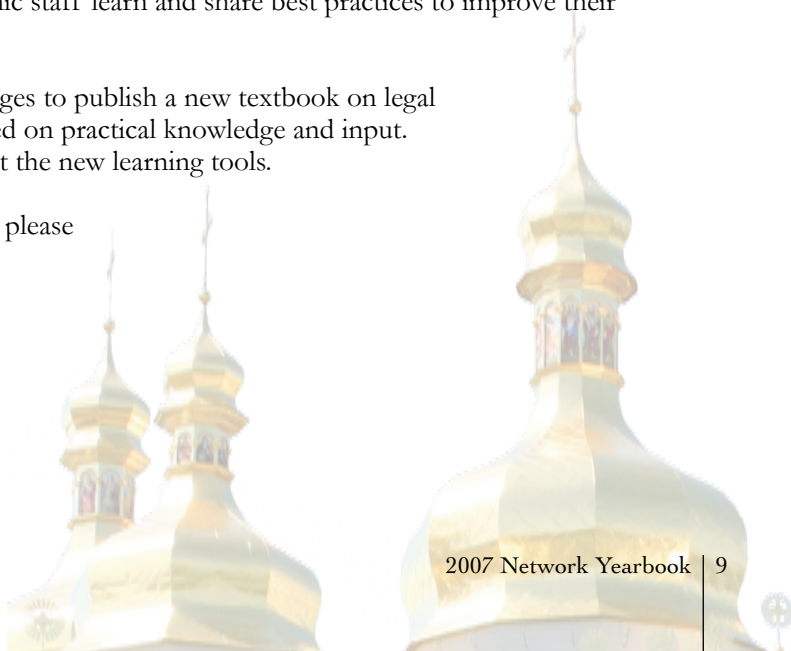 nic staff learn and share best practices to improve their
ges to publish a new textbook on legal
ed on practical knowledge and input.
t the new learning tools.
please
2007 Network Yearbook | 9